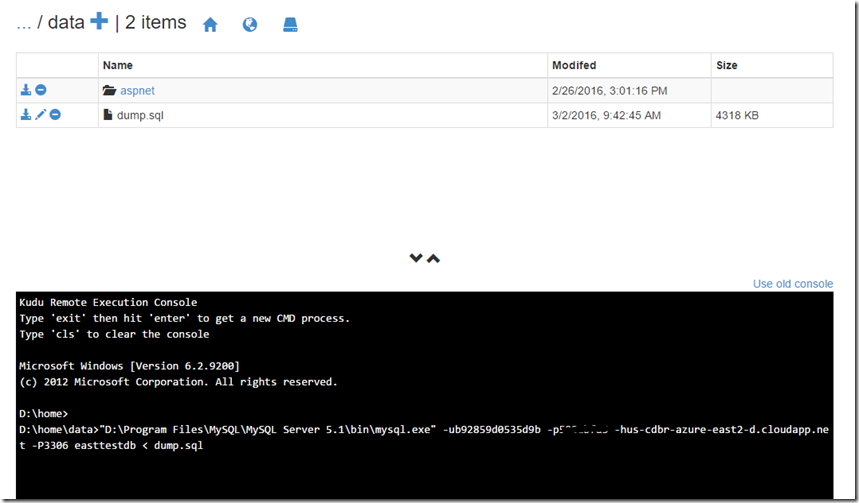 ... / data | 2 items
Name Modifed Size
aspnet 2/26/2016, 3:01:16 PM
dump.sql 3/2/2016, 9:42:45 AM 4318 KB
Use old console
Kudu Remote Execution Console
Type 'exit' then hit 'enter' to get a new CMD process.
Type 'cls' to clear the console
Microsoft Windows [Version 6.2.9200]
(c) 2012 Microsoft Corporation. All rights reserved.
D:\home>
D:\home\data>"D:\Program Files\MySQL\MySQL Server 5.1\bin\mysql.exe" -ub92859d0535d9b -hus-cdbr-azure-east2-d.cloudapp.ne
t -P3306 easttestdb < dump.sql